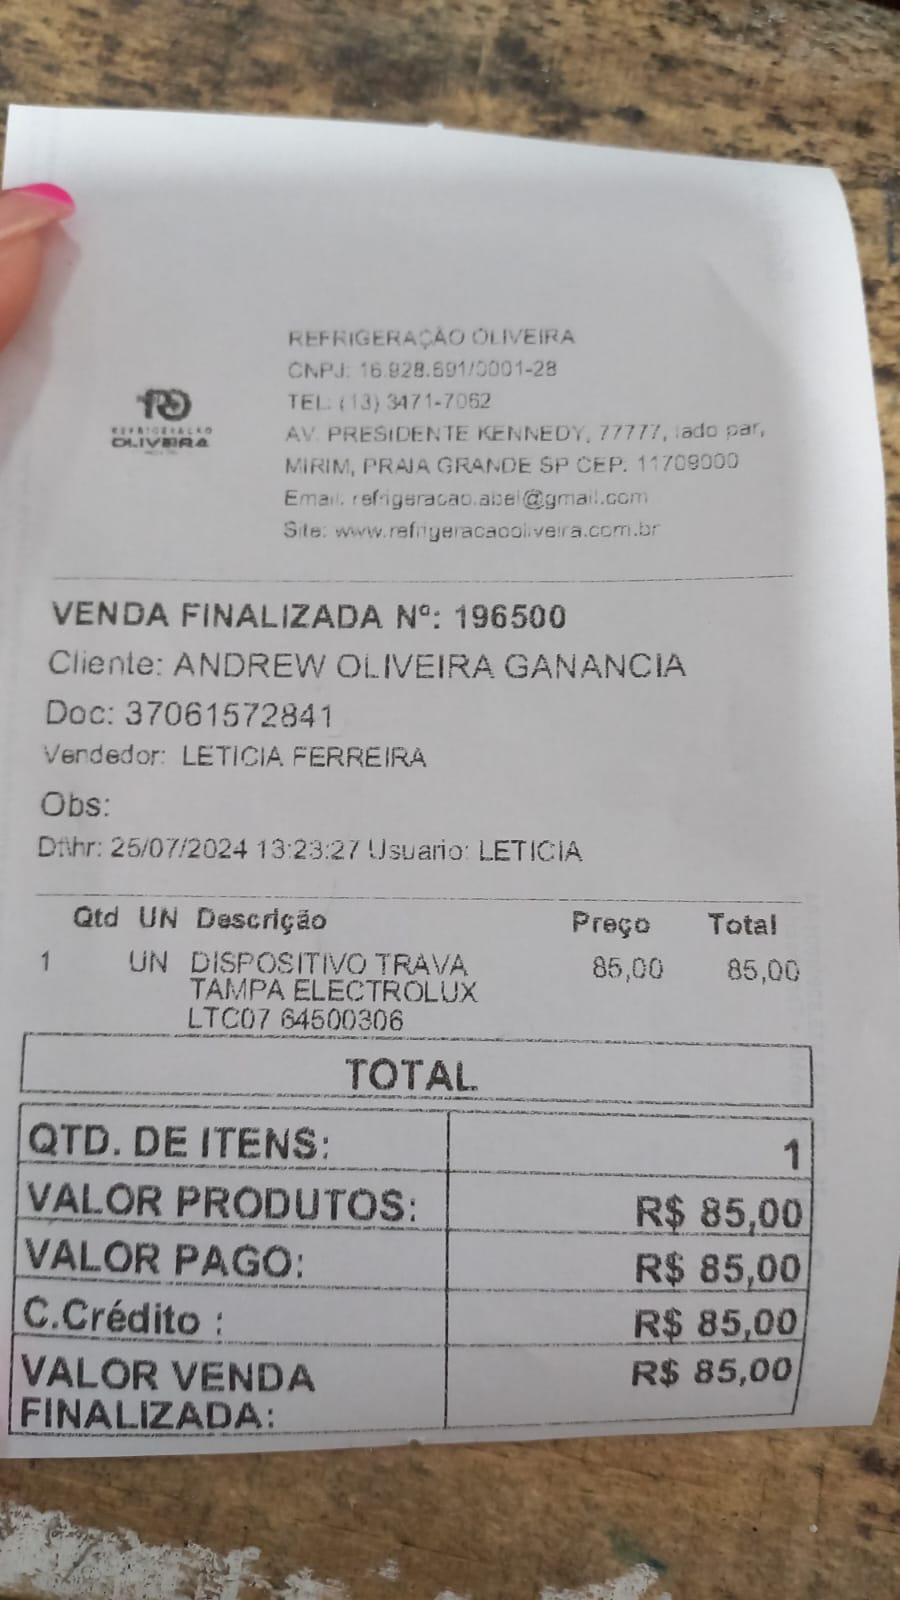 REFRIGERAÇÃO OLIVEIRA
CNPJ: 16.928.691/0001-28
TEL: (13) 3471-7062
AV. PRESIDENTE KENNEDY, 77777, lado par,
MIRIM, PRAIA GRANDE SP CEP: 11709000
Email: refrigeracao.abel@gmail.com
Site: www.refrigeracaooliveira.com.br
REFRIGERAÇÃO
OLIVEIRA
VENDA FINALIZADA Nº: 196500
Cliente: ANDREW OLIVEIRA GANANCIA
Doc: 37061572841
Vendedor: LETICIA FERREIRA
Obs:
Dt\hr: 25/07/2024 13:23:27 Usuario: LETICIA
Qtd UN Descrição Preço Total
1 UN DISPOSITIVO TRAVA 85,00 85,00
TAMPA ELECTROLUX
LTC07 64500306
TOTAL
QTD. DE ITENS: 1
VALOR PRODUTOS: R$ 85,00
VALOR PAGO: R$ 85,00
C.Crédito : R$ 85,00
VALOR VENDA R$ 85,00
FINALIZADA: